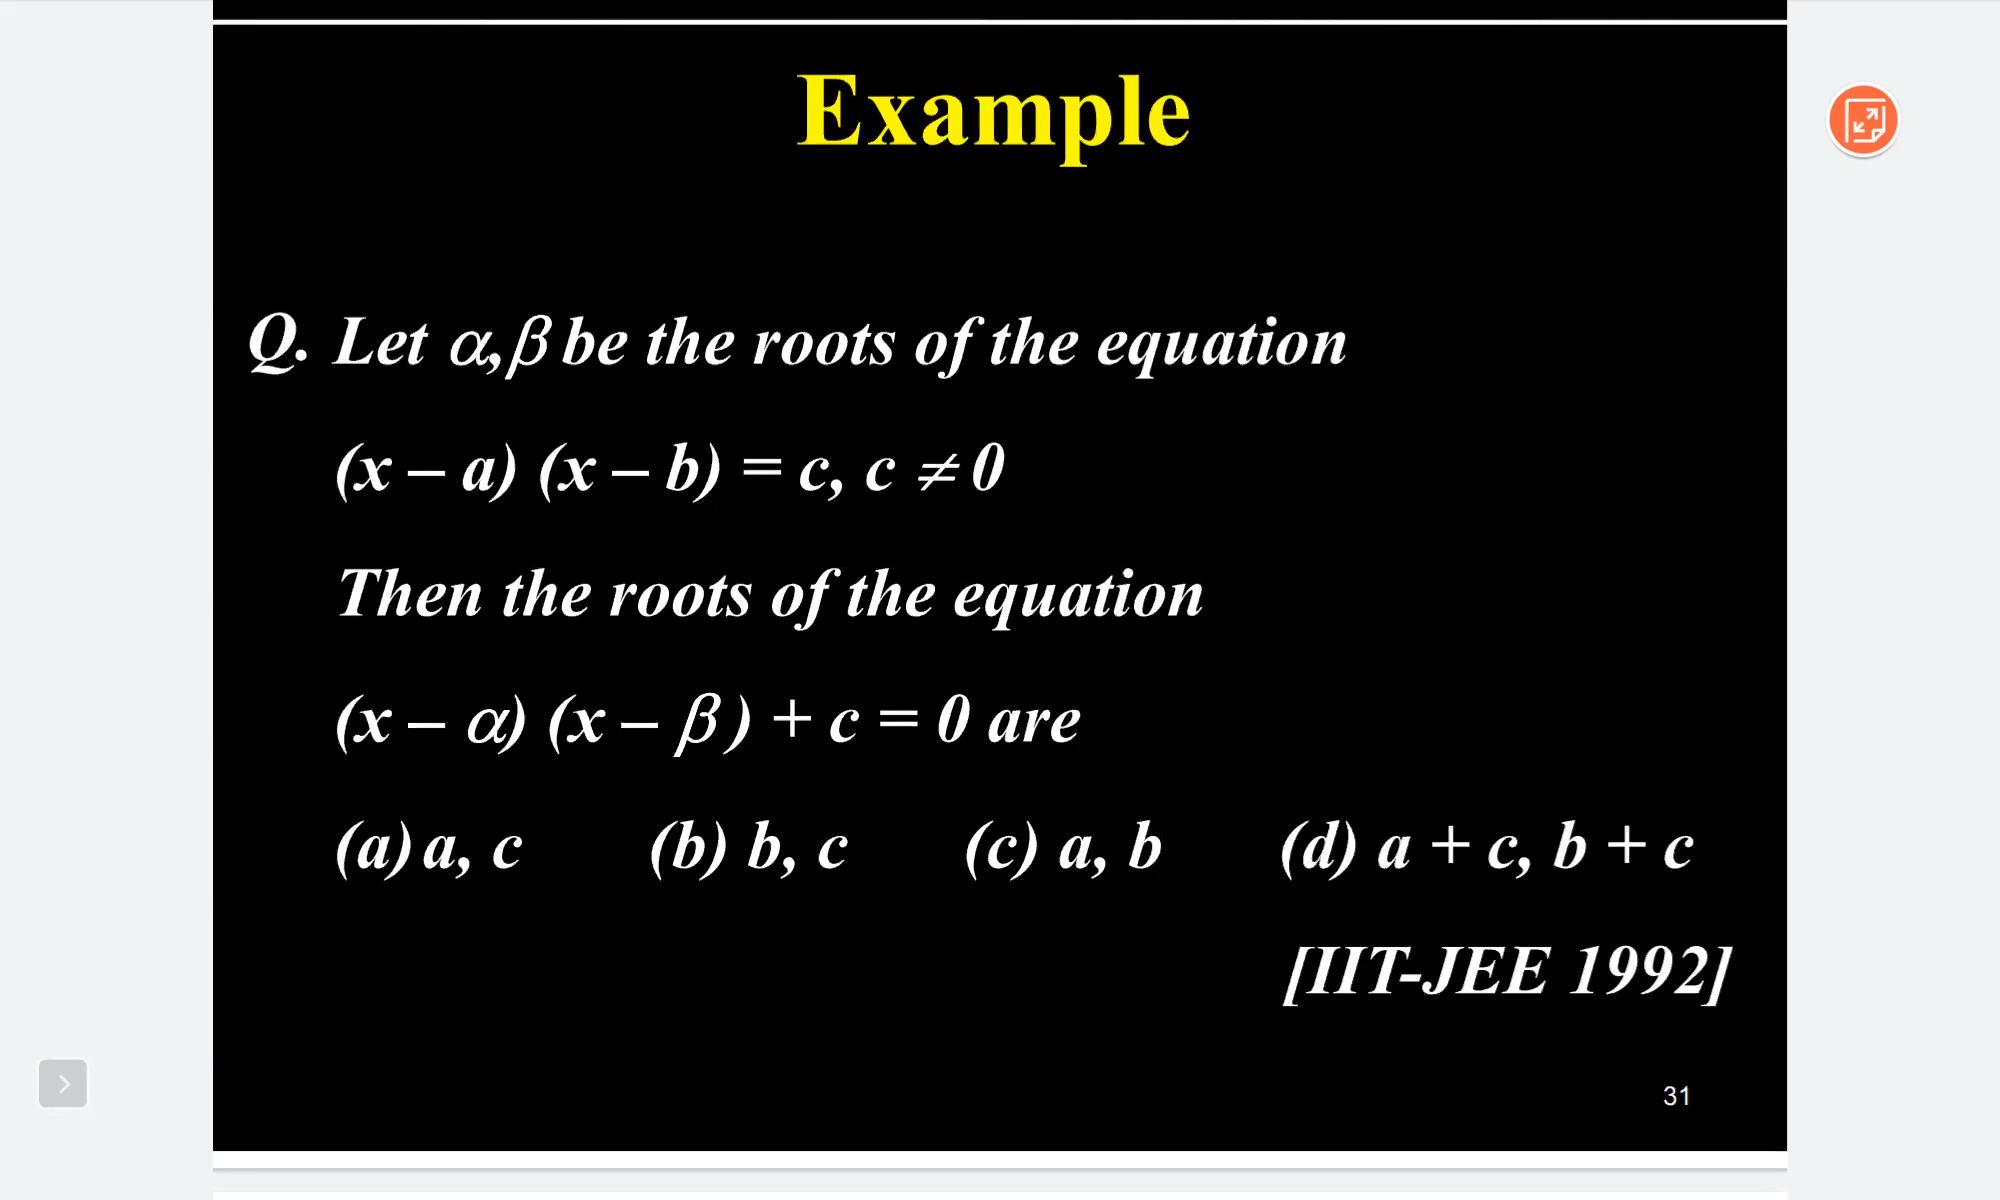 Example
Q. Let α,β be the roots of the equation
(x – a) (x – b) = c, c ≠ 0
Then the roots of the equation
(x – α) (x – β ) + c = 0 are
(a) a, c (b) b, c (c) a, b (d) a + c, b + c
[IIT-JEE 1992]
31